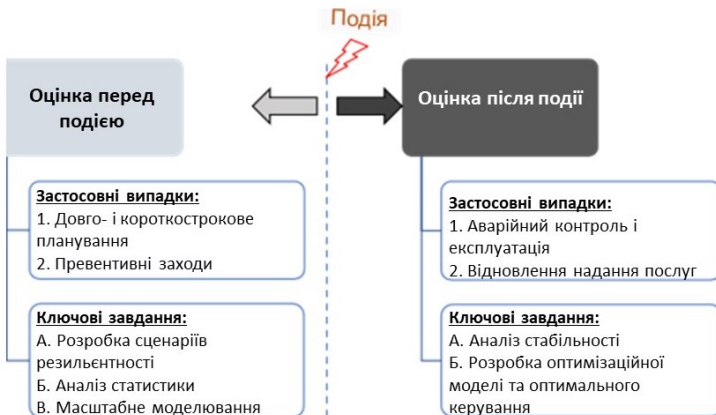 Подія
Оцінка перед
подією
Оцінка після події
Застосовні випадки:
1. Довго- і короткострокове
планування
2. Превентивні заходи
Ключові завдання:
А. Розробка сценаріїв
резильєнтності
Б. Аналіз статистики
В. Масштабне моделювання
Застосовні випадки:
1. Аварійний контроль і
експлуатація
2. Відновлення надання послуг
Ключові завдання:
А. Аналіз стабільності
Б. Розробка оптимізаційної
моделі та оптимального
керування